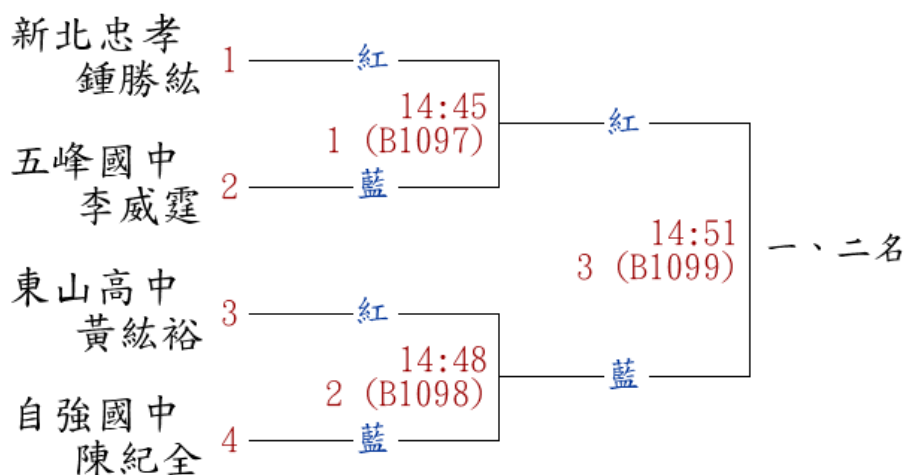 新北忠孝
鍾勝紘 1 紅
14:45
1 (B1097)
紅
五峰國中
李威霆 2 藍
14:51
3 (B1099)
一、二名
東山高中
黃紘裕 3 紅
14:48
2 (B1098)
藍
自強國中
陳紀全 4 藍